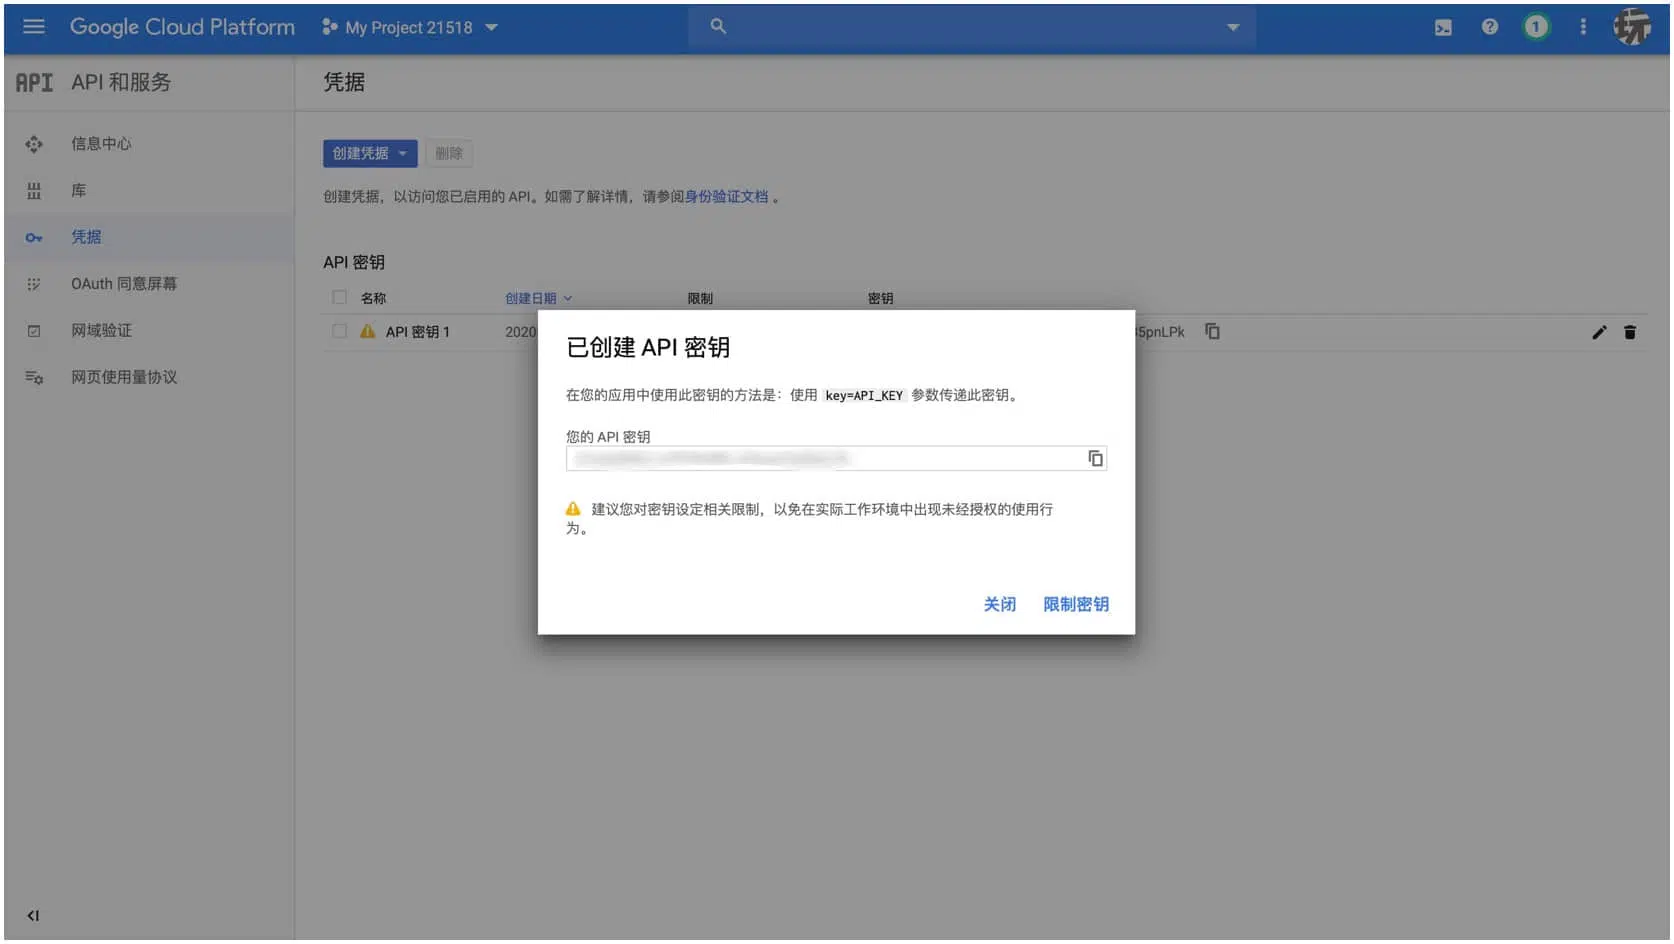 Google Cloud Platform
My Project 21518
1
API API 和服务
凭据
信息中心
库
凭据
OAuth 同意屏幕
网域验证
网页使用量协议
创建凭据
删除
创建凭据，以访问您已启用的 API。如需了解详情，请参阅身份验证文档 。
API 密钥
名称 创建日期 限制 密钥
API 密钥 1 2020 5pnLPk
已创建 API 密钥
在您的应用中使用此密钥的方法是：使用 key=API_KEY 参数传递此密钥。
您的 API 密钥
建议您对密钥设定相关限制，以免在实际工作环境中出现未经授权的使用行
为。
关闭 限制密钥